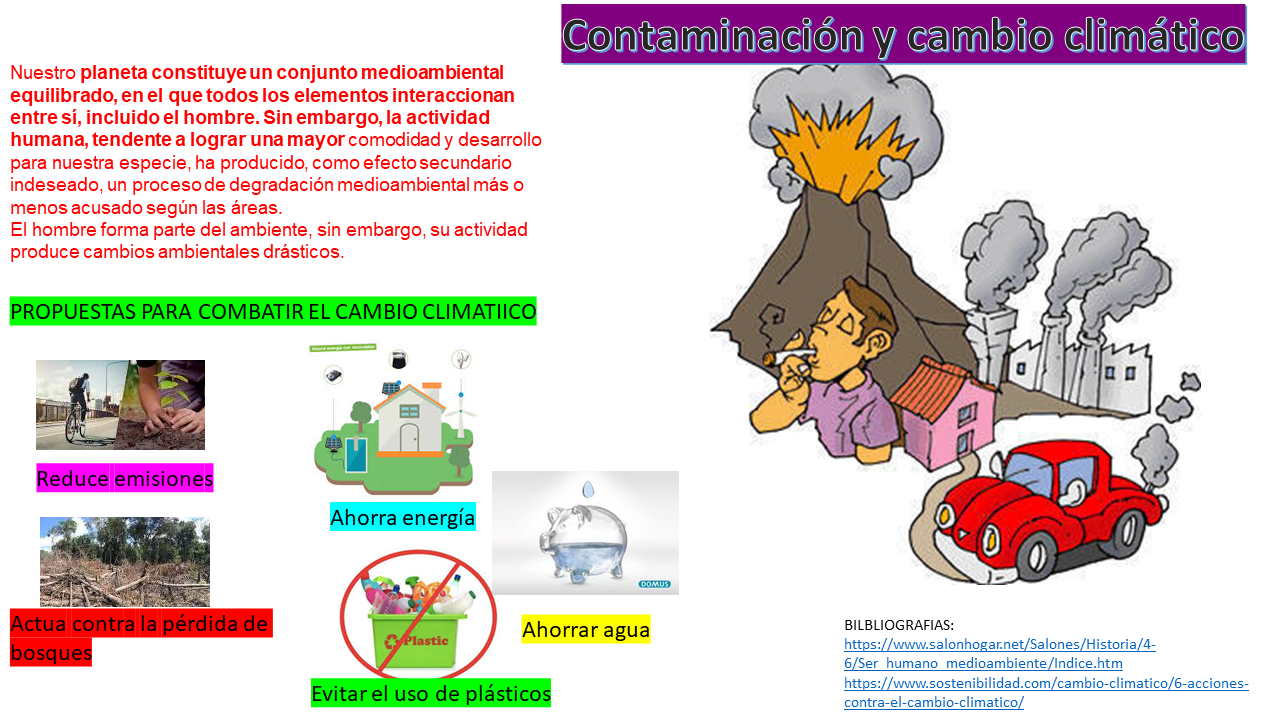 Contaminación y cambio climático
Nuestro planeta constituye un conjunto medioambiental
equilibrado, en el que todos los elementos interaccionan
entre sí, incluido el hombre. Sin embargo, la actividad
humana, tendente a lograr una mayor comodidad y desarrollo
para nuestra especie, ha producido, como efecto secundario
indeseado, un proceso de degradación medioambiental más o
menos acusado según las áreas.
El hombre forma parte del ambiente, sin embargo, su actividad
produce cambios ambientales drásticos.
PROPUESTAS PARA COMBATIR EL CAMBIO CLIMATIICO
Reduce emisiones
Ahorra energía
DOMUS
Actua contra la pérdida de
bosques
Plastic
Ahorrar agua
Evitar el uso de plásticos
BILBLIOGRAFIAS:
https://www.salonhogar.net/Salones/Historia/4-
6/Ser_humano_medioambiente/Indice.htm
https://www.sostenibilidad.com/cambio-climatico/6-acciones-
contra-el-cambio-climatico/